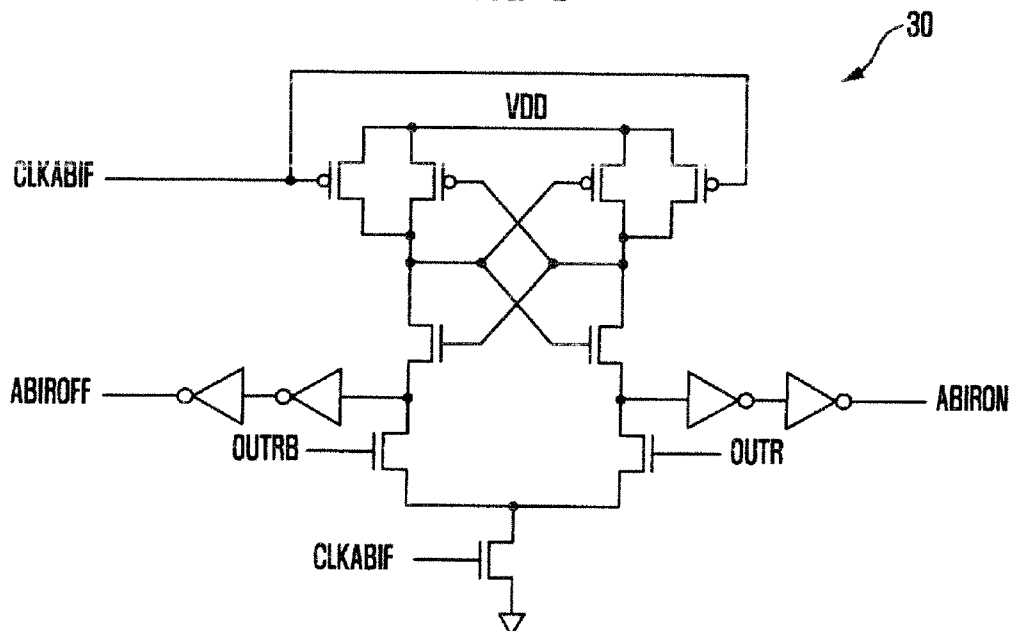 30
VDD
CLKABIF
ABIROFF
ABIRON
OUTRB
OUTR
CLKABIF